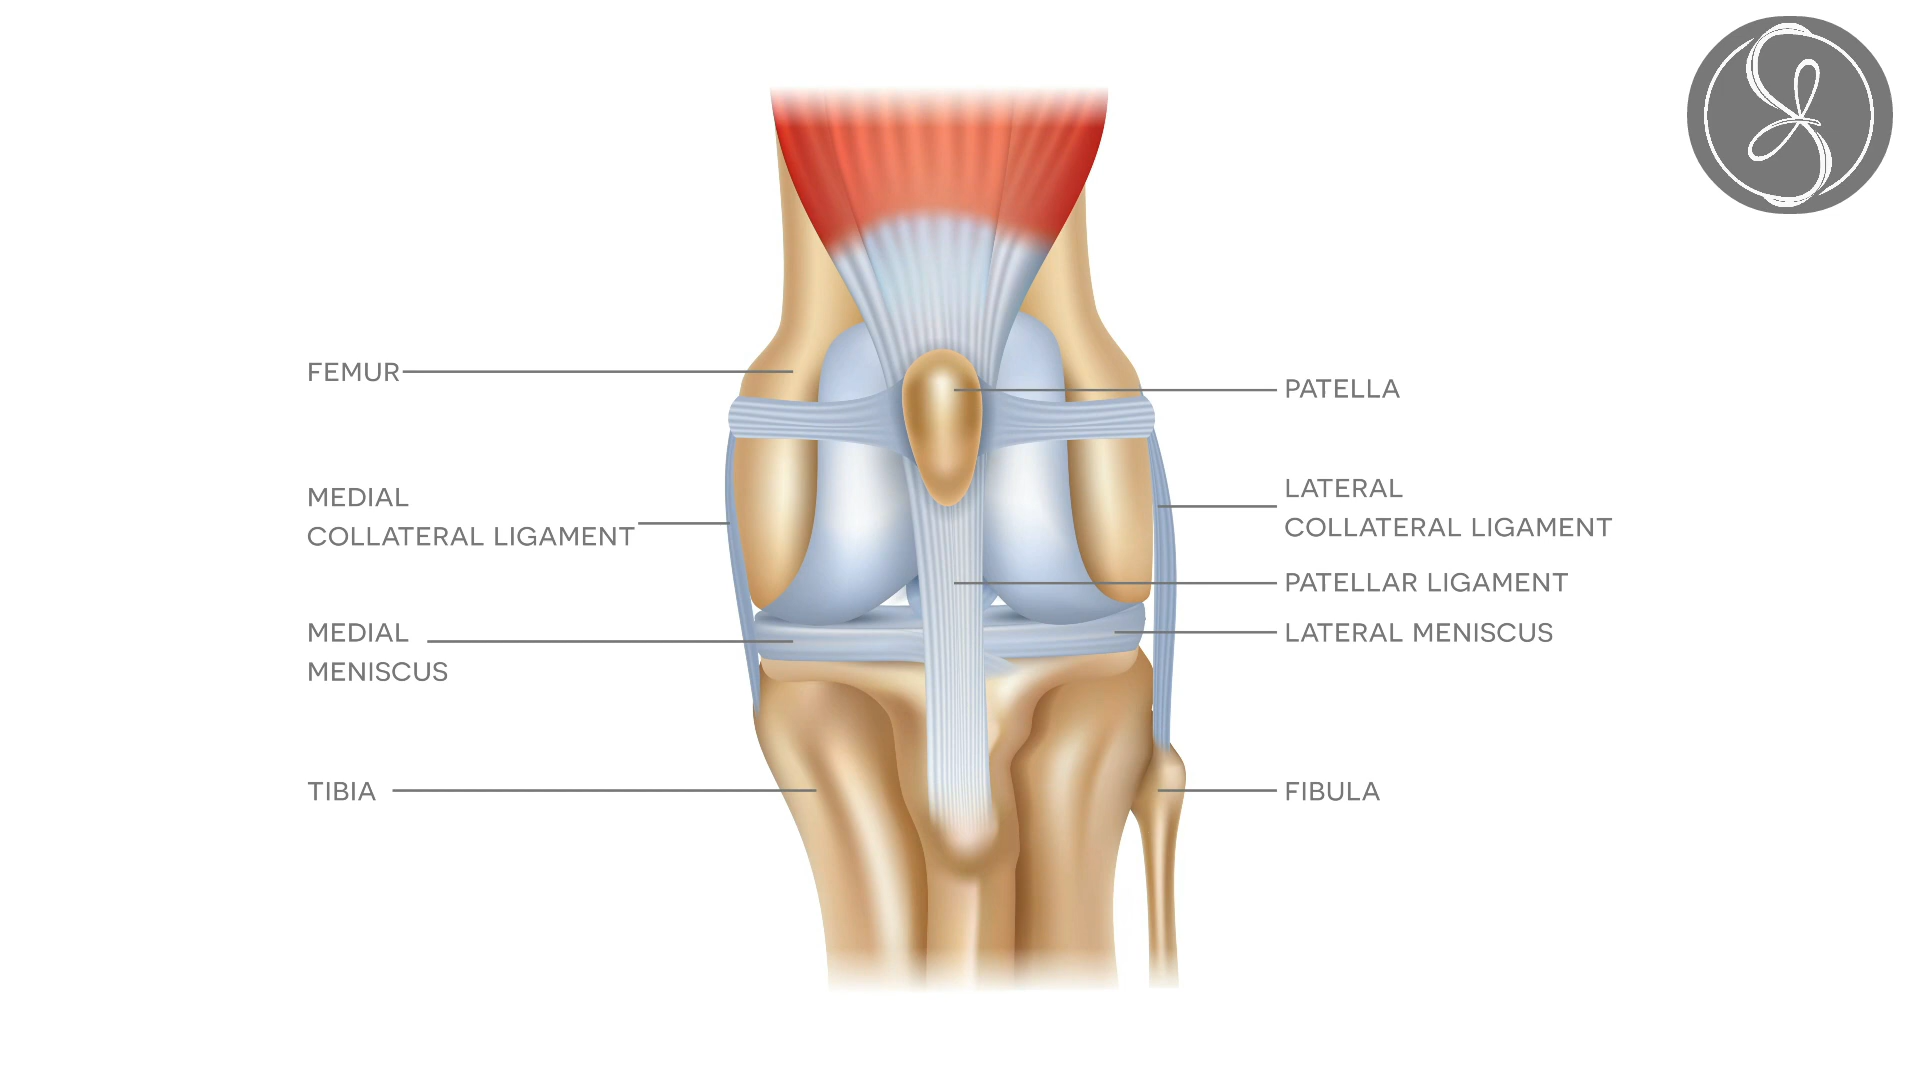 FEMUR
MEDIAL
COLLATERAL LIGAMENT
MEDIAL
MENISCUS
TIBIA
PATELLA
LATERAL
COLLATERAL LIGAMENT
PATELLAR LIGAMENT
LATERAL MENISCUS
FIBULA